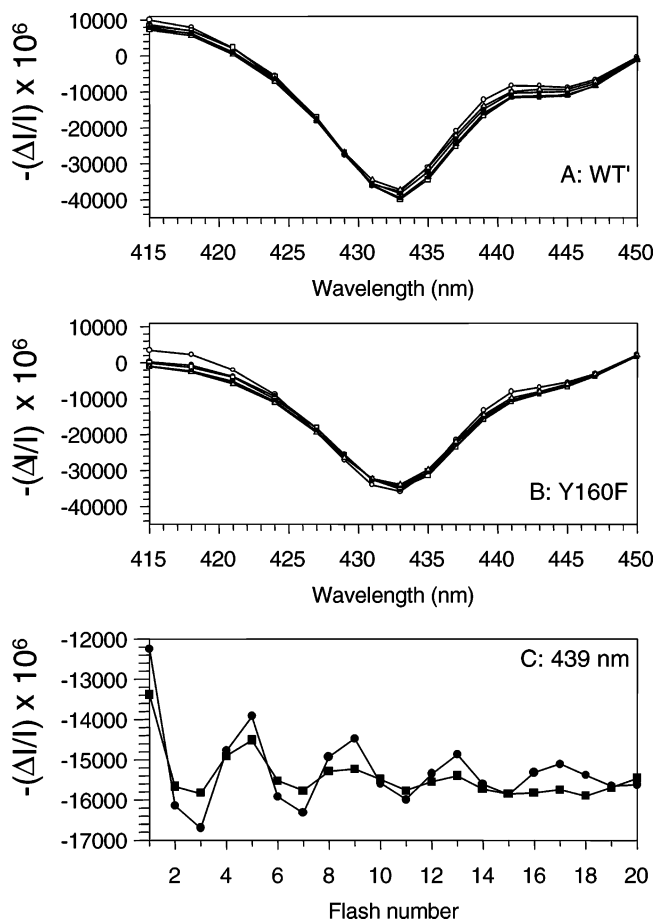 -(ΔI/I) x 10⁶
10000
0
-10000
-20000
-30000
-40000
A: WT'
415 420 425 430 435 440 445 450
Wavelength (nm)
-(ΔI/I) x 10⁶
10000
0
-10000
-20000
-30000
-40000
B: Y160F
415 420 425 430 435 440 445 450
Wavelength (nm)
-(ΔI/I) x 10⁶
-12000
-13000
-14000
-15000
-16000
-17000
C: 439 nm
2 4 6 8 10 12 14 16 18 20
Flash number